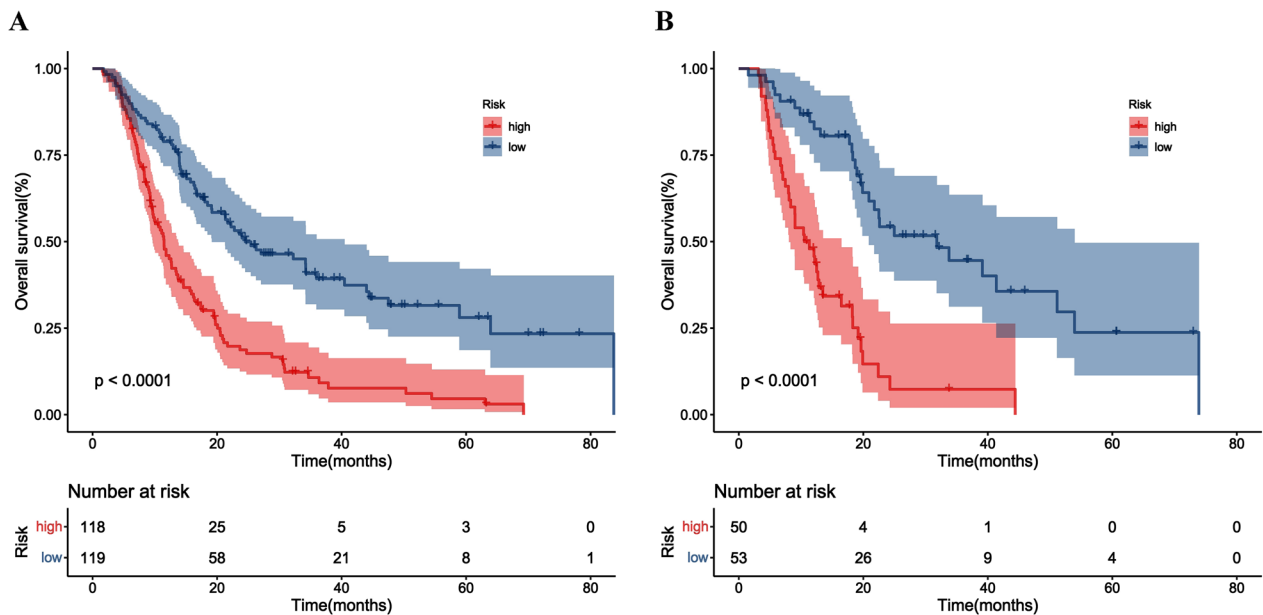 A
Overall survival(%)
1.00
0.75
0.50
0.25
0.00
Risk
high
low
p < 0.0001
0 20 40 60 80
Time(months)
Number at risk
Risk
high 118 25 5 3 0
low 119 58 21 8 1
0 20 40 60 80
Time(months)
B
Overall survival(%)
1.00
0.75
0.50
0.25
0.00
Risk
high
low
p < 0.0001
0 20 40 60 80
Time(months)
Number at risk
Risk
high 50 4 1 0 0
low 53 26 9 4 0
0 20 40 60 80
Time(months)